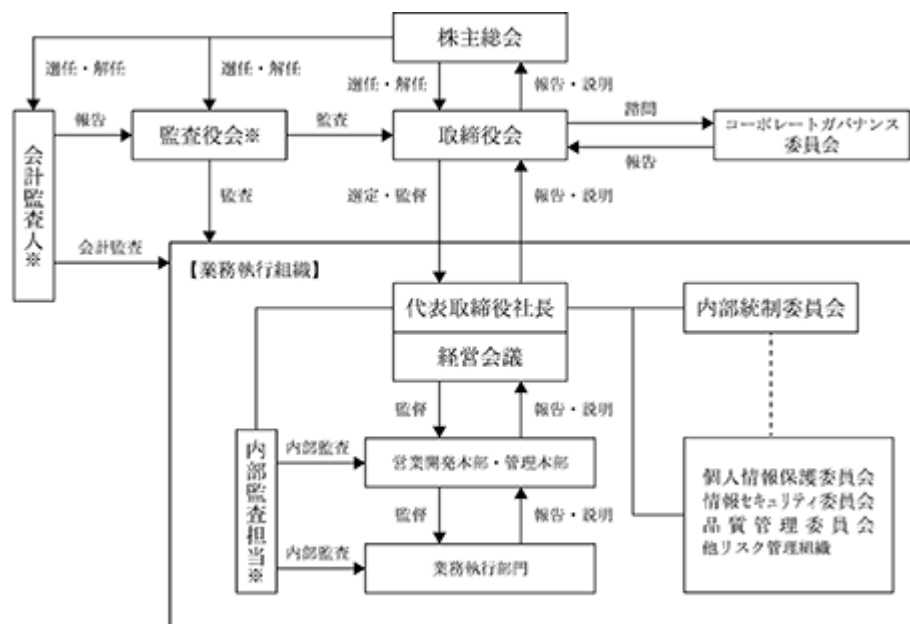 株主総会
選任・解任
選任・解任
選任・解任
報告・説明
会計監査人※
報告
監査役会※
監査
取締役会
諮問
報告
コーポレートガバナンス
委員会
監査
選定・監督
報告・説明
会計監査
【業務執行組織】
代表取締役社長
経営会議
内部統制委員会
監督
報告・説明
内部監査担当※
内部監査
営業開発本部・管理本部
監督
報告・説明
内部監査
業務執行部門
個人情報保護委員会
情報セキュリティ委員会
品質管理委員会
他リスク管理組織